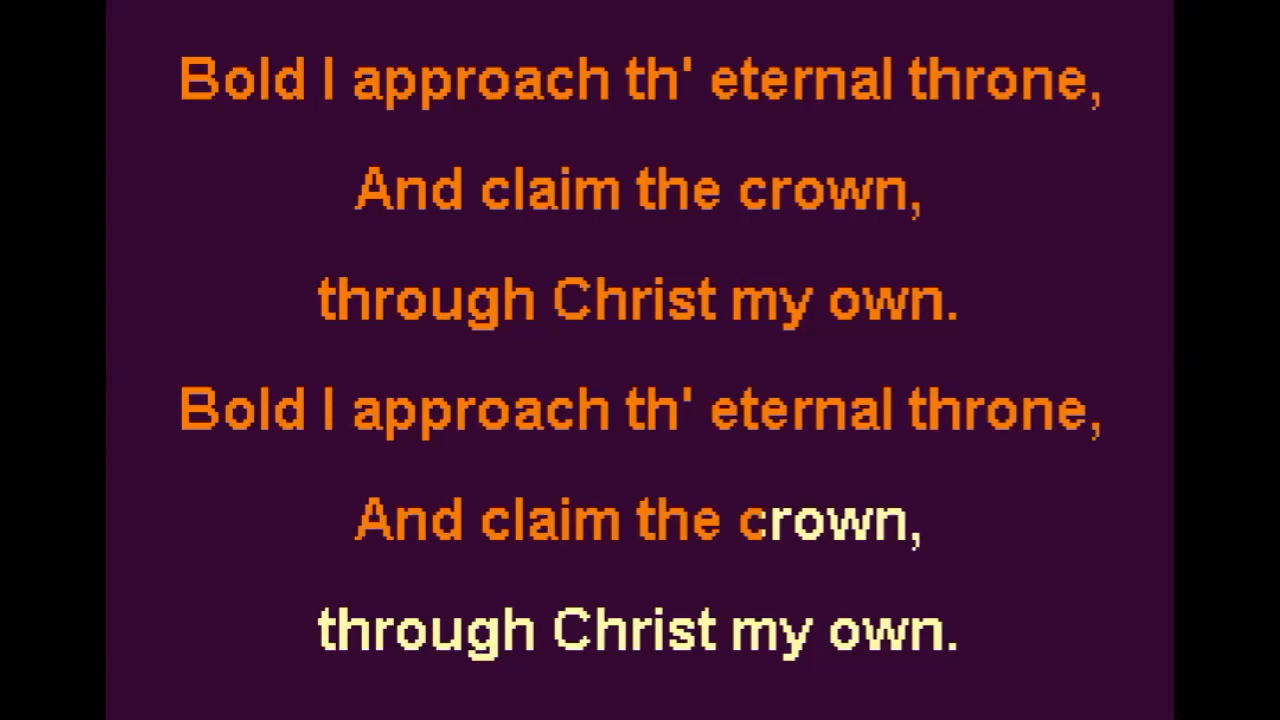 Bold I approach th' eternal throne,
And claim the crown,
through Christ my own.
Bold I approach th' eternal throne,
And claim the crown,
through Christ my own.